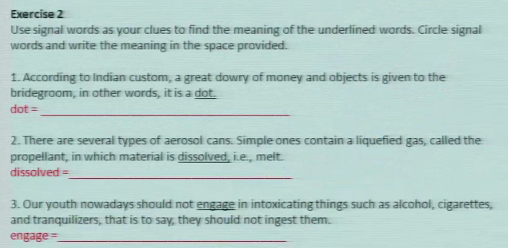 Exercise 2
Use signal words as your clues to find the meaning of the underlined words. Circle signal
words and write the meaning in the space provided.
1. According to Indian custom, a great dowry of money and objects is given to the
bridegroom, in other words, it is a dot.
dot = ____________________
2. There are several types of aerosol cans. Simple ones contain a liquefied gas, called the
propellant, in which material is dissolved, i.e., melt.
dissolved = ____________________
3. Our youth nowadays should not engage in intoxicating things such as alcohol, cigarettes,
and tranquilizers, that is to say, they should not ingest them.
engage = ____________________